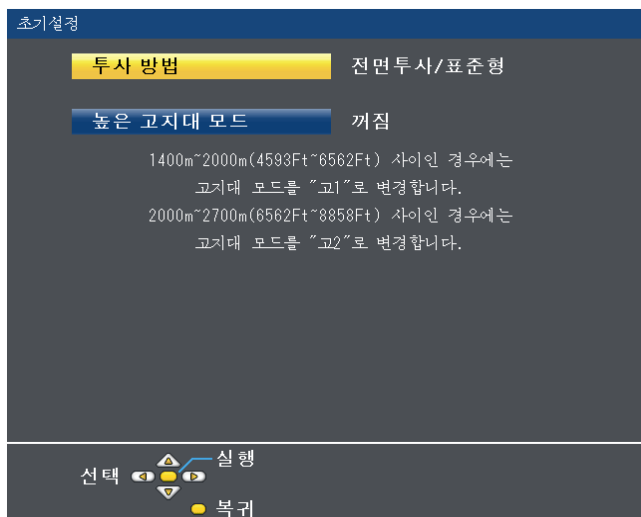 초기설정
투사 방법 전면투사/표준형
높은 고지대 모드 꺼짐
1400m~2000m(4593Ft~6562Ft) 사이인 경우에는
고지대 모드를 "고1"로 변경합니다.
2000m~2700m(6562Ft~8858Ft) 사이인 경우에는
고지대 모드를 "고2"로 변경합니다.
선택 실행
복귀